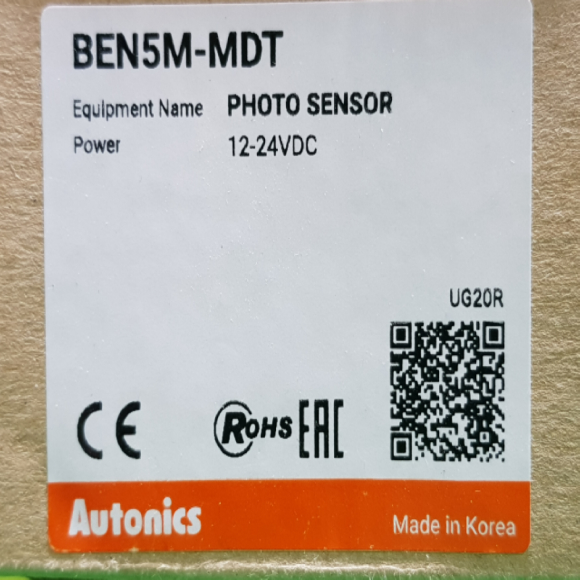 BEN5M-MDT
Equipment Name PHOTO SENSOR
Power 12-24VDC
UG20R
CE RoHS EAC
Autonics Made in Korea